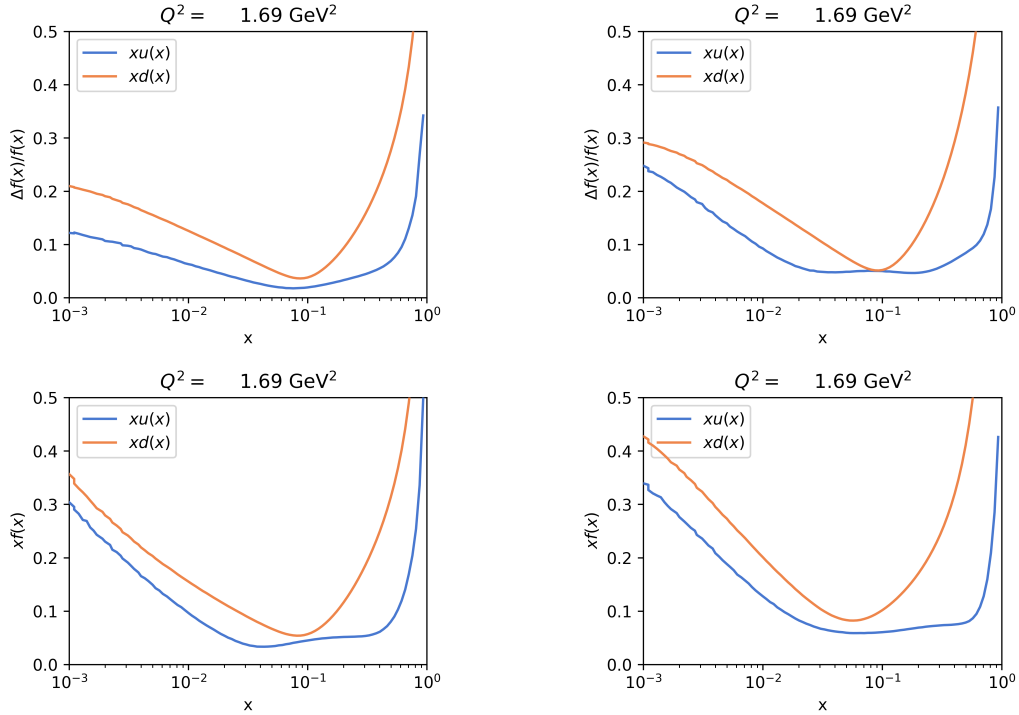 Q² = 1.69 GeV²
0.5
0.4
0.3
0.2
0.1
0.0
Δf(x)/f(x)
xu(x)
xd(x)
10⁻³ 10⁻² 10⁻¹ 10⁰
x
Q² = 1.69 GeV²
0.5
0.4
0.3
0.2
0.1
0.0
Δf(x)/f(x)
xu(x)
xd(x)
10⁻³ 10⁻² 10⁻¹ 10⁰
x
Q² = 1.69 GeV²
0.5
0.4
0.3
0.2
0.1
0.0
xf(x)
xu(x)
xd(x)
10⁻³ 10⁻² 10⁻¹ 10⁰
x
Q² = 1.69 GeV²
0.5
0.4
0.3
0.2
0.1
0.0
xf(x)
xu(x)
xd(x)
10⁻³ 10⁻² 10⁻¹ 10⁰
x